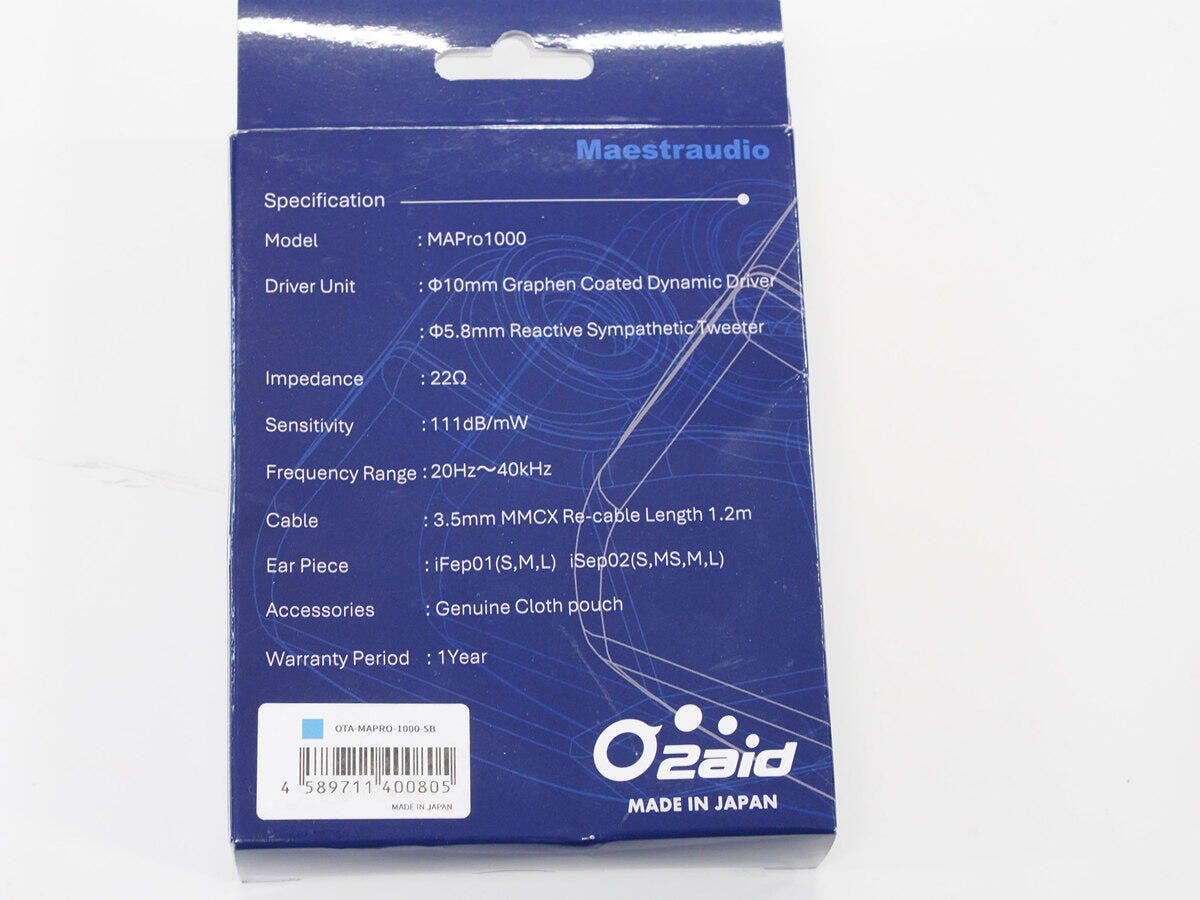 Maestraudio
Specification
Model : MAPro1000
Driver Unit : Φ10mm Graphen Coated Dynamic Driver
: Φ5.8mm Reactive Sympathetic Tweeter
Impedance : 22Ω
Sensitivity : 111dB/mW
Frequency Range : 20Hz〜40kHz
Cable : 3.5mm MMCX Re-cable Length 1.2m
Ear Piece : iFep01(S,M,L) iSep02(S,MS,M,L)
Accessories : Genuine Cloth pouch
Warranty Period : 1Year
OTA-MAPRO-1000-SB
4 589711 400805
MADE IN JAPAN
O2aid
MADE IN JAPAN